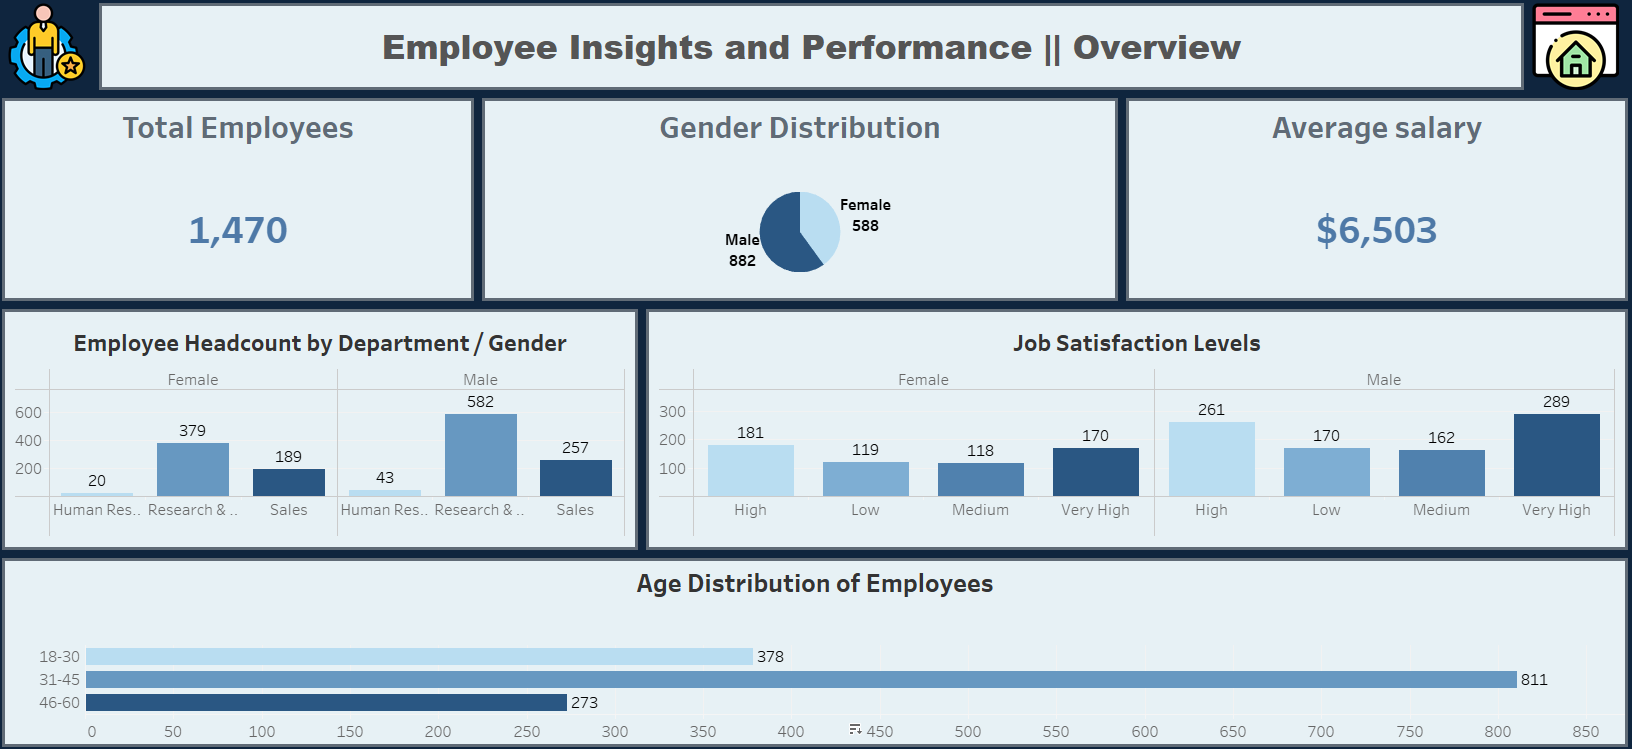 Employee Insights and Performance || Overview
Total Employees
1,470
Gender Distribution
Female
588
Male
882
Average salary
$6,503
Employee Headcount by Department / Gender
Female Male
600
400
200
20 379 189 43 582 257
Human Res.. Research & .. Sales Human Res.. Research & .. Sales
Job Satisfaction Levels
Female Male
300
200
100
181 119 118 170 261 170 162 289
High Low Medium Very High High Low Medium Very High
Age Distribution of Employees
18-30 378
31-45 811
46-60 273
0 50 100 150 200 250 300 350 400 450 500 550 600 650 700 750 800 850